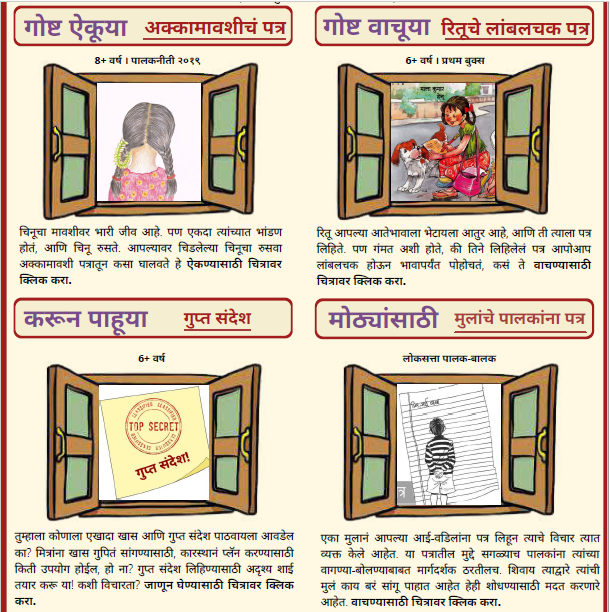 गोष्ट ऐकूया अक्कामावशीचं पत्र
8+ वर्ष । पालकनीती २०१९
चिनूचा मावशीवर भारी जीव आहे. पण एकदा त्यांच्यात भांडण
होतं, आणि चिनू रुसते. आपल्यावर चिडलेल्या चिनूचा रुसवा
अक्कामावशी पत्रातून कसा घालवते हे ऐकण्यासाठी चित्रावर
क्लिक करा.
गोष्ट वाचूया रितूचे लांबलचक पत्र
6+ वर्ष । प्रथम बुक्स
रितू आपल्या आतेभावाला भेटायला आतुर आहे, आणि ती त्याला पत्र
लिहिते. पण गंमत अशी होते, की तिने लिहिलेलं पत्र आपोआप
लांबलचक होऊन भावापर्यंत पोहोचतं, कसं ते वाचण्यासाठी
चित्रावर क्लिक करा.
करून पाहूया गुप्त संदेश
6+ वर्ष
TOP SECRET
गुप्त संदेश!
तुम्हाला कोणाला एखादा खास आणि गुप्त संदेश पाठवायला आवडेल
का? मित्रांना खास गुपितं सांगण्यासाठी, कारस्थानं प्लॅन करण्यासाठी
किती उपयोग होईल, हो ना? गुप्त संदेश लिहिण्यासाठी अदृश्य शाई
तयार करू या! कशी विचारता? जाणून घेण्यासाठी चित्रावर क्लिक
करा.
मोठ्यांसाठी मुलांचे पालकांना पत्र
लोकसत्ता पालक-बालक
एका मुलानं आपल्या आई-वडिलांना पत्र लिहून त्याचे विचार त्यात
व्यक्त केले आहेत. या पत्रातील मुद्दे सगळ्याच पालकांना त्यांच्या
वागण्या-बोलण्याबाबत मार्गदर्शक ठरतीलच. शिवाय त्याद्वारे त्यांची
मुलं काय बरं सांगू पाहात आहेत हेही शोधण्यासाठी मदत करणारे
आहेत. वाचण्यासाठी चित्रावर क्लिक करा.